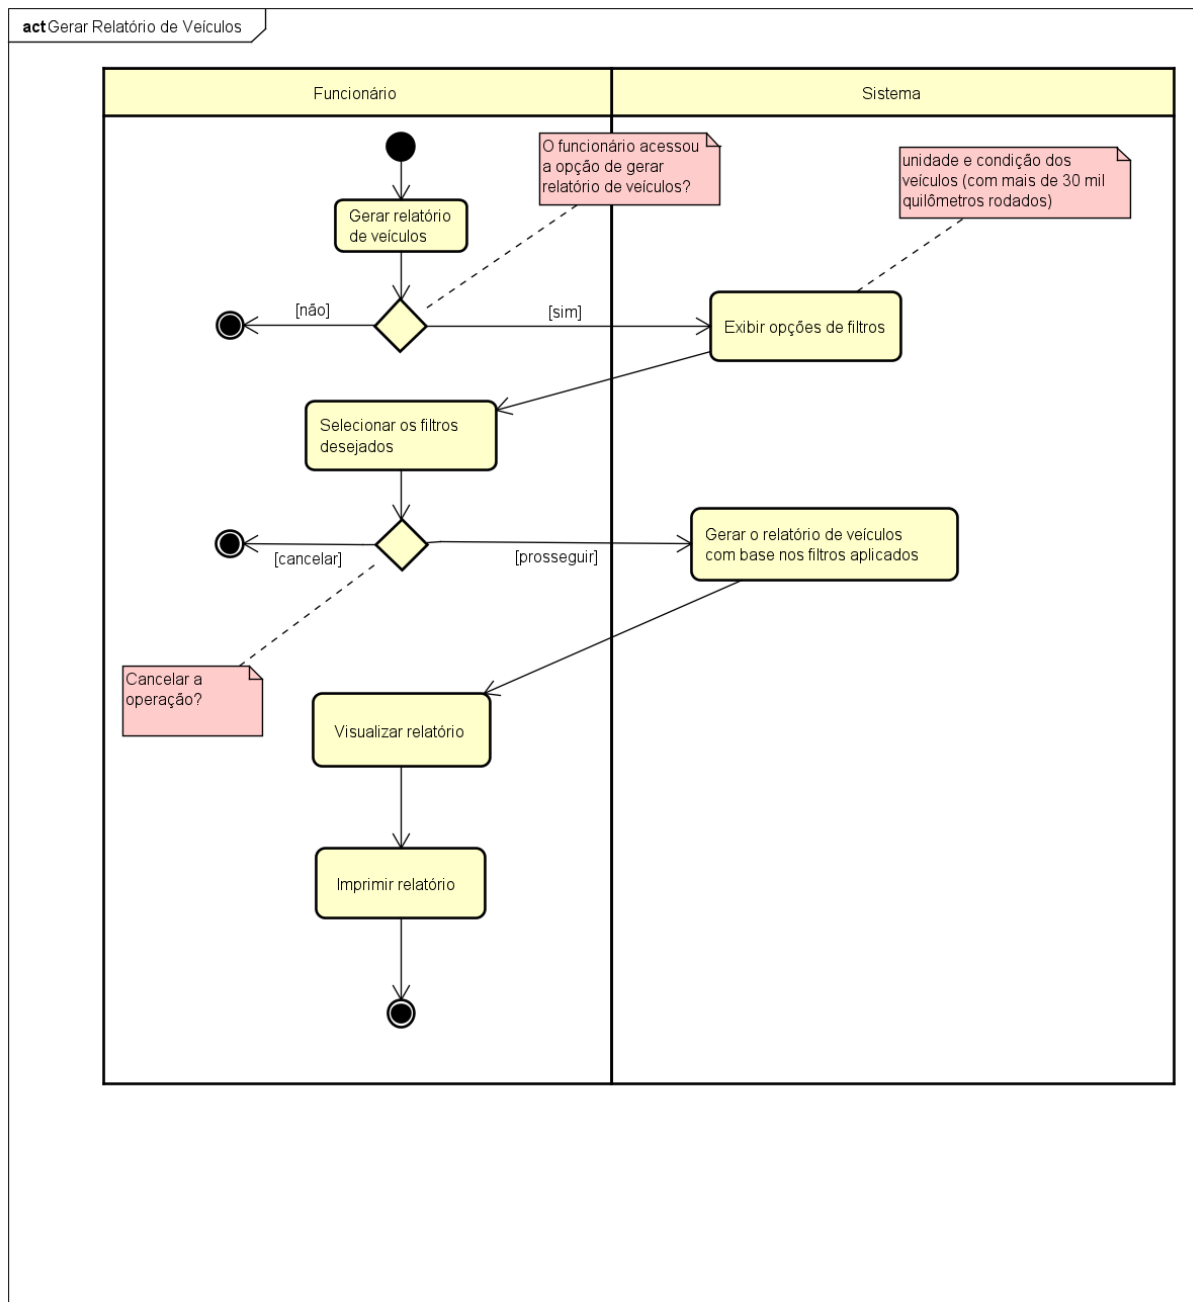 act Gerar Relatório de Veículos
Funcionário
Sistema
O funcionário acessou
a opção de gerar
relatório de veículos?
unidade e condição dos
veículos (com mais de 30 mil
quilômetros rodados)
Gerar relatório
de veículos
[não]
[sim]
Exibir opções de filtros
Selecionar os filtros
desejados
[cancelar]
[prosseguir]
Gerar o relatório de veículos
com base nos filtros aplicados
Cancelar a
operação?
Visualizar relatório
Imprimir relatório